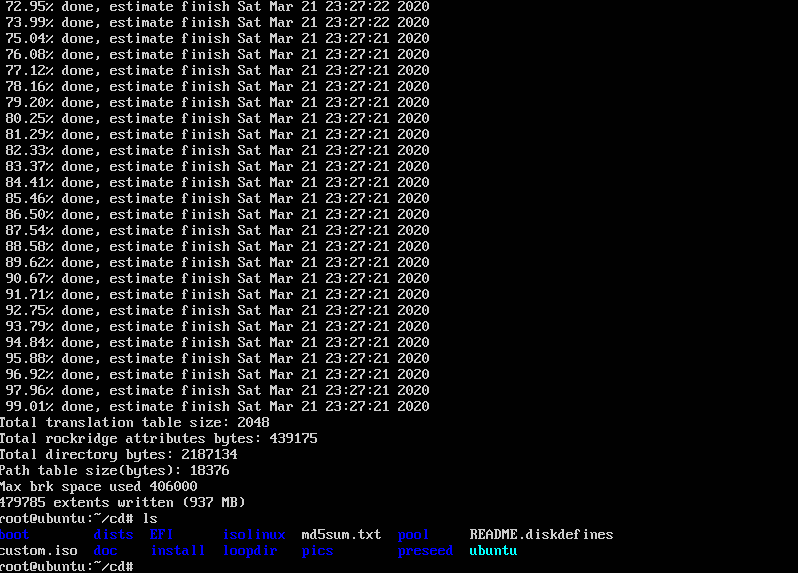 72.95% done, estimate finish Sat Mar 21 23:27:22 2020
73.99% done, estimate finish Sat Mar 21 23:27:22 2020
75.04% done, estimate finish Sat Mar 21 23:27:21 2020
76.08% done, estimate finish Sat Mar 21 23:27:21 2020
77.12% done, estimate finish Sat Mar 21 23:27:21 2020
78.16% done, estimate finish Sat Mar 21 23:27:21 2020
79.20% done, estimate finish Sat Mar 21 23:27:21 2020
80.25% done, estimate finish Sat Mar 21 23:27:21 2020
81.29% done, estimate finish Sat Mar 21 23:27:21 2020
82.33% done, estimate finish Sat Mar 21 23:27:21 2020
83.37% done, estimate finish Sat Mar 21 23:27:21 2020
84.41% done, estimate finish Sat Mar 21 23:27:21 2020
85.46% done, estimate finish Sat Mar 21 23:27:21 2020
86.50% done, estimate finish Sat Mar 21 23:27:21 2020
87.54% done, estimate finish Sat Mar 21 23:27:21 2020
88.58% done, estimate finish Sat Mar 21 23:27:21 2020
89.62% done, estimate finish Sat Mar 21 23:27:21 2020
90.67% done, estimate finish Sat Mar 21 23:27:21 2020
91.71% done, estimate finish Sat Mar 21 23:27:21 2020
92.75% done, estimate finish Sat Mar 21 23:27:21 2020
93.79% done, estimate finish Sat Mar 21 23:27:21 2020
94.84% done, estimate finish Sat Mar 21 23:27:21 2020
95.88% done, estimate finish Sat Mar 21 23:27:21 2020
96.92% done, estimate finish Sat Mar 21 23:27:21 2020
97.96% done, estimate finish Sat Mar 21 23:27:21 2020
99.01% done, estimate finish Sat Mar 21 23:27:21 2020
Total translation table size: 2048
Total rockridge attributes bytes: 439175
Total directory bytes: 2187134
Path table size(bytes): 18376
Max brk space used 406000
479785 extents written (937 MB)
root@ubuntu:~/cd# ls
boot dists EFI isolinux md5sum.txt pool README.diskdefines
custom.iso doc install loopdir pics preseed ubuntu
root@ubuntu:~/cd#